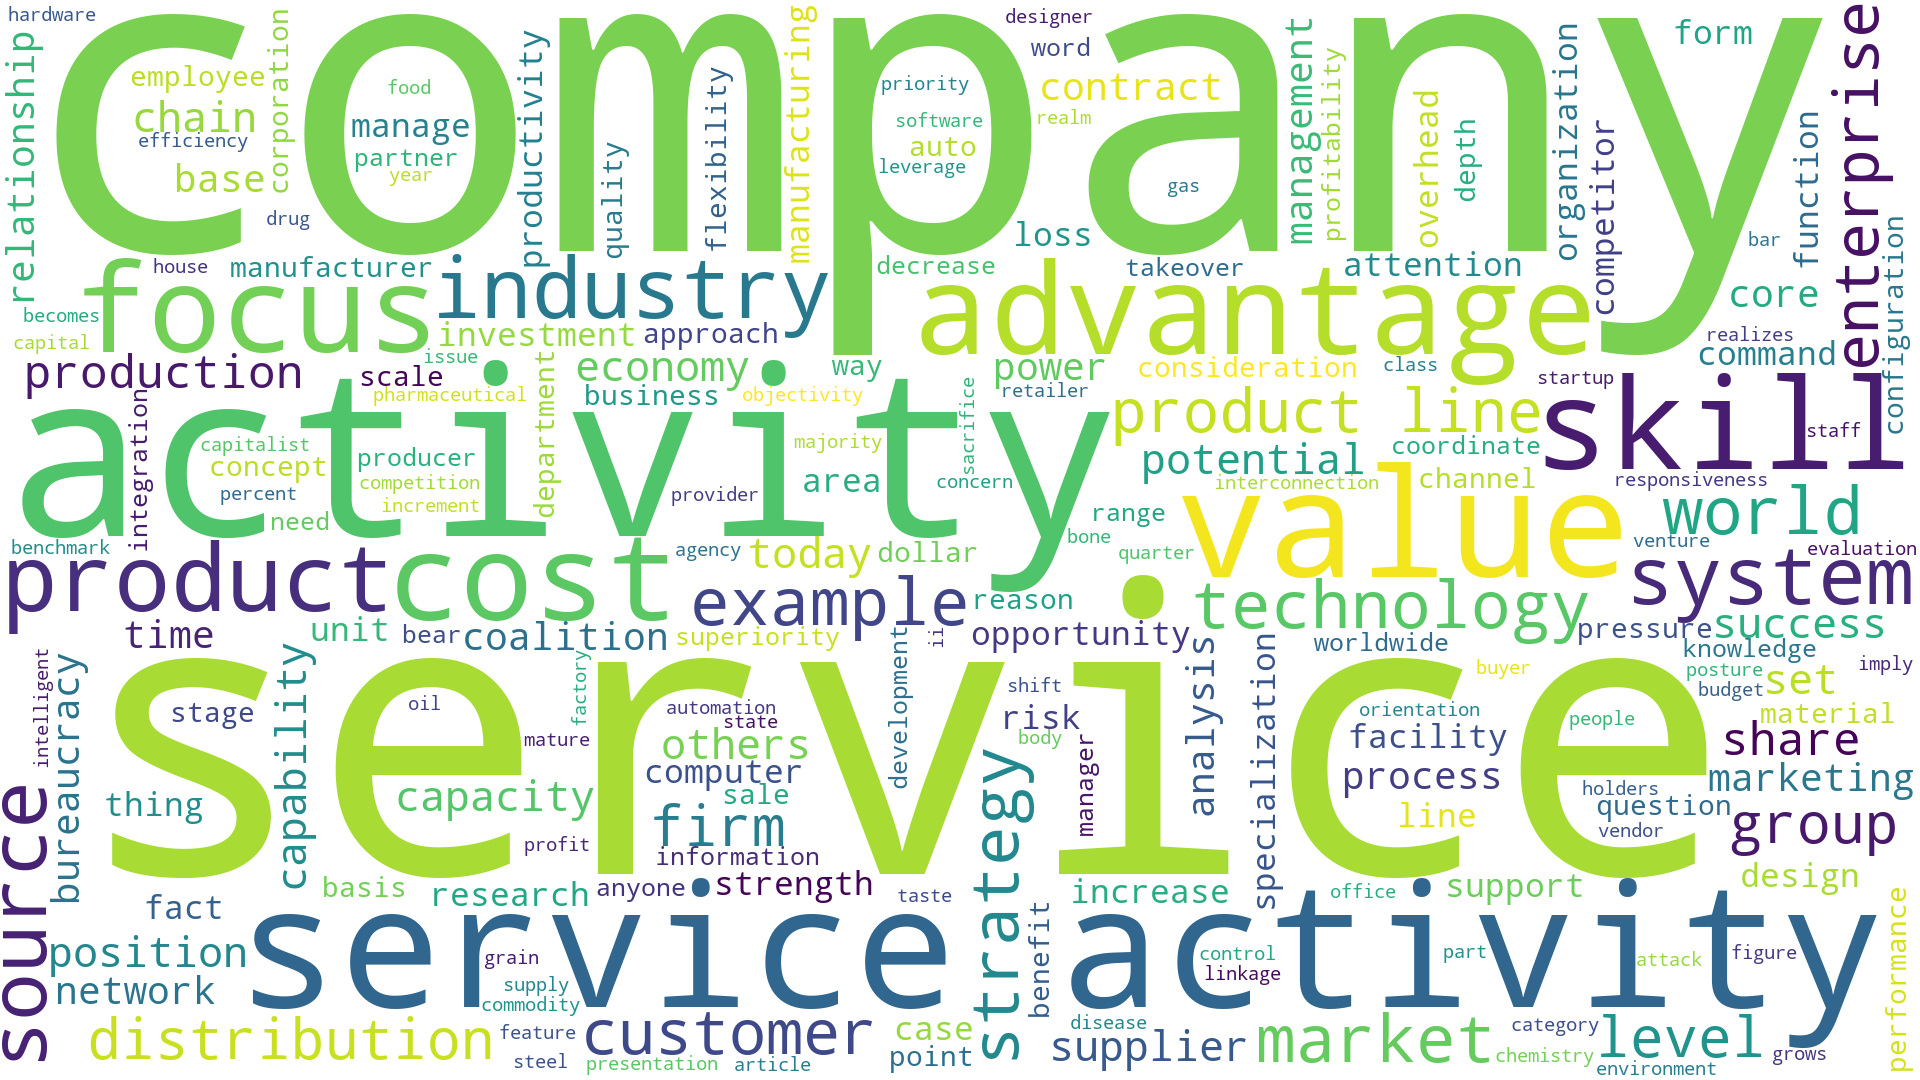 hardware
company
designer
word
form
relationship
employee
corporation
food
productivity
manufacturing
priority
contract
management
organization
enterprise
chain
efficiency
manage
software
realm
profitability
overhead
depth
competitor
function
base
partner
year
quality
flexibility
auto
leverage
gas
drug
loss
bar
configuration
house
manufacturer
industry
decrease
takeover
attention
core
focus
advantage
becomes
capital
investment
approach
realizes
command
production
scale
issue
economy
way
power
consideration
class
startup
skill
pharmaceutical
business
objectivity
retailer
product line
staff
integration
activity
capitalist
concept
percent
need
producer
competition
increment
department
provider
majority
area
sacrifice
concern
potential
coordinate
interconnection
channel
responsiveness
range
value
world
benchmark
product
cost
agency
today
dollar
bone
quarter
venture
evaluation
system
example
reason
technology
time
unit
bear
coalition
superiority
ii
opportunity
worldwide
pressure
success
knowledge
intelligent
bureaucracy
service
capability
factory
development
analysis
specialization
buyer
posture
imply
budget
set
stage
oil
automation
state
shift
risk
orientation
people
material
mature
others
body
manager
facility
share
computer
process
marketing
source
thing
capacity
sale
strategy
holders
question
firm
line
vendor
group
profit
information
basis
research
anyone
strength
taste
increase
office
support
design
fact
service activity
position
grain
benefit
control
linkage
part
attack
figure
performance
network
supply
commodity
distribution
feature
customer
case
disease
supplier
market
category
level
grows
steel
presentation
article
point
chemistry
environment